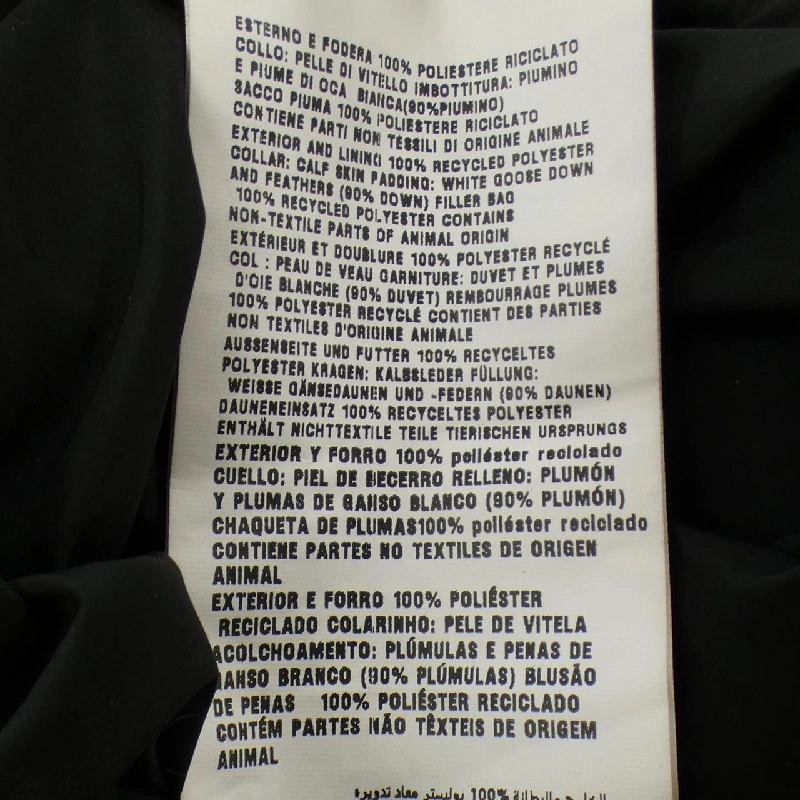 ESTERNO E FODERA 100% POLIESTERE RICICLATO
COLLO: PELLE DI VITELLO IMBOTTITURA: PIUMINO
E PIUME DI OCA BIANCA(90%PIUMINO)
SACCO PIUMA 100% POLIESTERE RICICLATO
CONTIENE PARTI NON TESSILI DI ORIGINE ANIMALE
EXTERIOR AND LINING 100% RECYCLED POLYESTER
COLLAR: CALF SKIN PADDING: WHITE GOOSE DOWN
AND FEATHERS (90% DOWN) FILLER BAG
100% RECYCLED POLYESTER CONTAINS
NON-TEXTILE PARTS OF ANIMAL ORIGIN
EXTÉRIEUR ET DOUBLURE 100% POLYESTER RECYCLÉ
COL : PEAU DE VEAU GARNITURE: DUVET ET PLUMES
D'OIE BLANCHE (90% DUVET) REMBOURRAGE PLUMES
100% POLYESTER RECYCLÉ CONTIENT DES PARTIES
NON TEXTILES D'ORIGINE ANIMALE
AUSSENSEITE UND FUTTER 100% RECYCELTES
POLYESTER KRAGEN: KALBSLEDER FÜLLUNG:
WEISSE GÄNSEDAUNEN UND -FEDERN (90% DAUNEN)
DAUNENEINSATZ 100% RECYCELTES POLYESTER
ENTHÄLT NICHTTEXTILE TEILE TIERISCHEN URSPRUNGS
EXTERIOR Y FORRO 100% poliéster reciclado
CUELLO: PIEL DE BECERRO RELLENO: PLUMÓN
Y PLUMAS DE GANSO BLANCO (90% PLUMÓN)
CHAQUETA DE PLUMAS100% poliéster reciclado
CONTIENE PARTES NO TEXTILES DE ORIGEN
ANIMAL
EXTERIOR E FORRO 100% POLIÉSTER
RECICLADO COLARINHO: PELE DE VITELA
ACOLCHOAMENTO: PLÚMULAS E PENAS DE
GANSO BRANCO (90% PLÚMULAS) BLUSÃO
DE PENAS 100% POLIÉSTER RECICLADO
CONTÉM PARTES NÃO TÊXTEIS DE ORIGEM
ANIMAL
100% بوليستر معاد تدويره